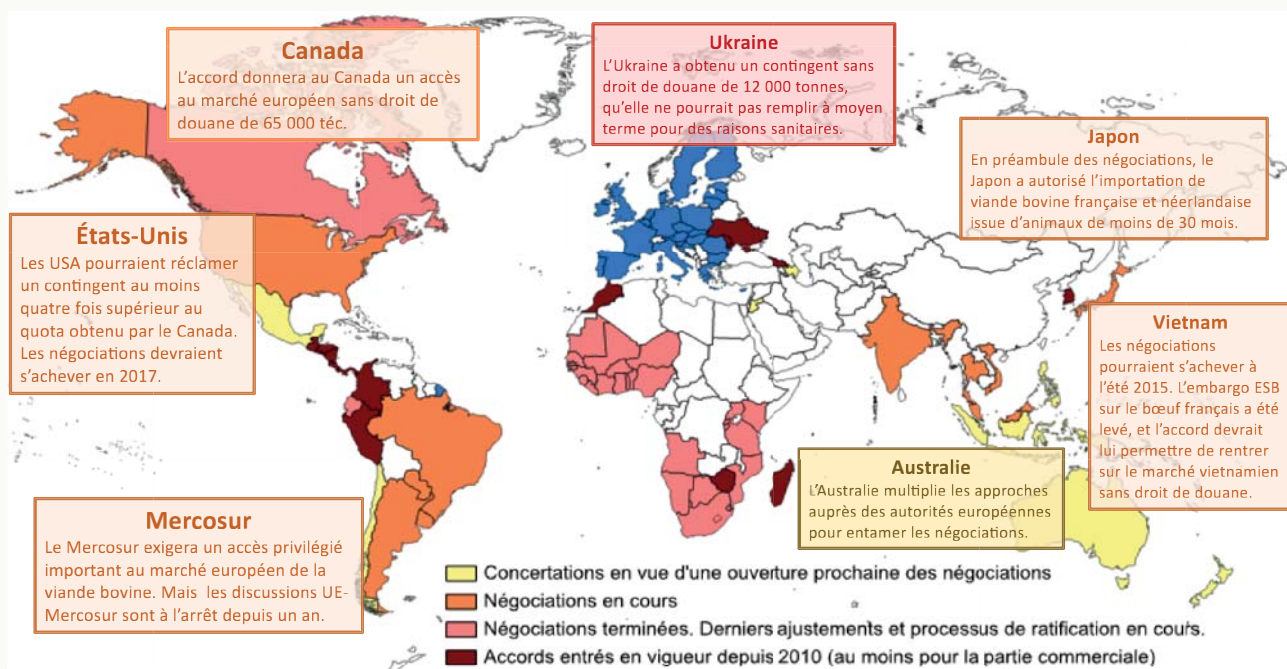 Canada
L'accord donnera au Canada un accès
au marché européen sans droit de
douane de 65 000 téc.
Ukraine
L'Ukraine a obtenu un contingent sans
droit de douane de 12 000 tonnes,
qu'elle ne pourrait pas remplir à moyen
terme pour des raisons sanitaires.
Japon
En préambule des négociations, le
Japon a autorisé l'importation de
viande bovine française et néerlandaise
issue d'animaux de moins de 30 mois.
États-Unis
Les USA pourraient réclamer
un contingent au moins
quatre fois supérieur au
quota obtenu par le Canada.
Les négociations devraient
s'achever en 2017.
Vietnam
Les négociations
pourraient s'achever à
l'été 2015. L'embargo ESB
sur le bœuf français a été
levé, et l'accord devrait
lui permettre de rentrer
sur le marché vietnamien
sans droit de douane.
Australie
L'Australie multiplie les approches
auprès des autorités européennes
pour entamer les négociations.
Mercosur
Le Mercosur exigera un accès privilégié
important au marché européen de la
viande bovine. Mais les discussions UE-
Mercosur sont à l'arrêt depuis un an.
Concertations en vue d'une ouverture prochaine des négociations
Négociations en cours
Négociations terminées. Derniers ajustements et processus de ratification en cours.
Accords entrés en vigueur depuis 2010 (au moins pour la partie commerciale)